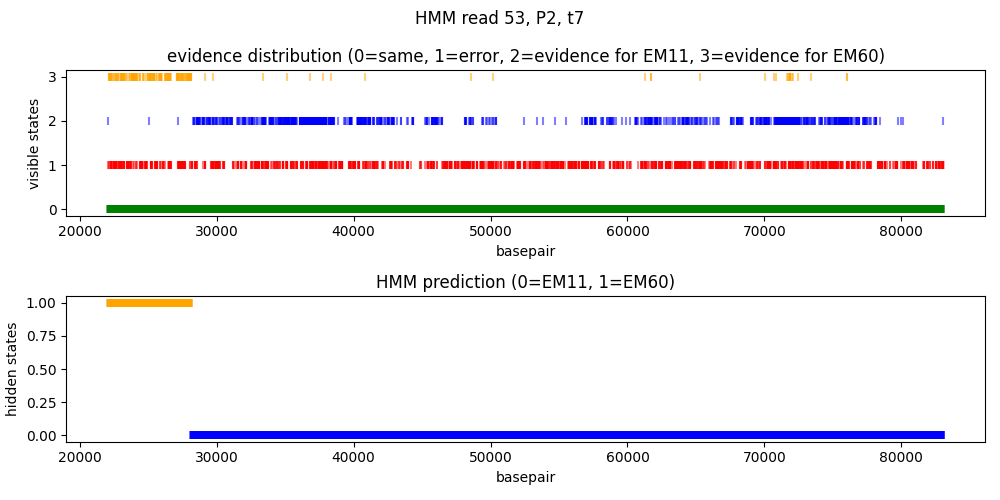 HMM read 53, P2, t7
evidence distribution (0=same, 1=error, 2=evidence for EM11, 3=evidence for EM60)
visible states
3
2
1
0
20000 30000 40000 50000 60000 70000 80000
basepair
HMM prediction (0=EM11, 1=EM60)
hidden states
1.00
0.75
0.50
0.25
0.00
20000 30000 40000 50000 60000 70000 80000
basepair